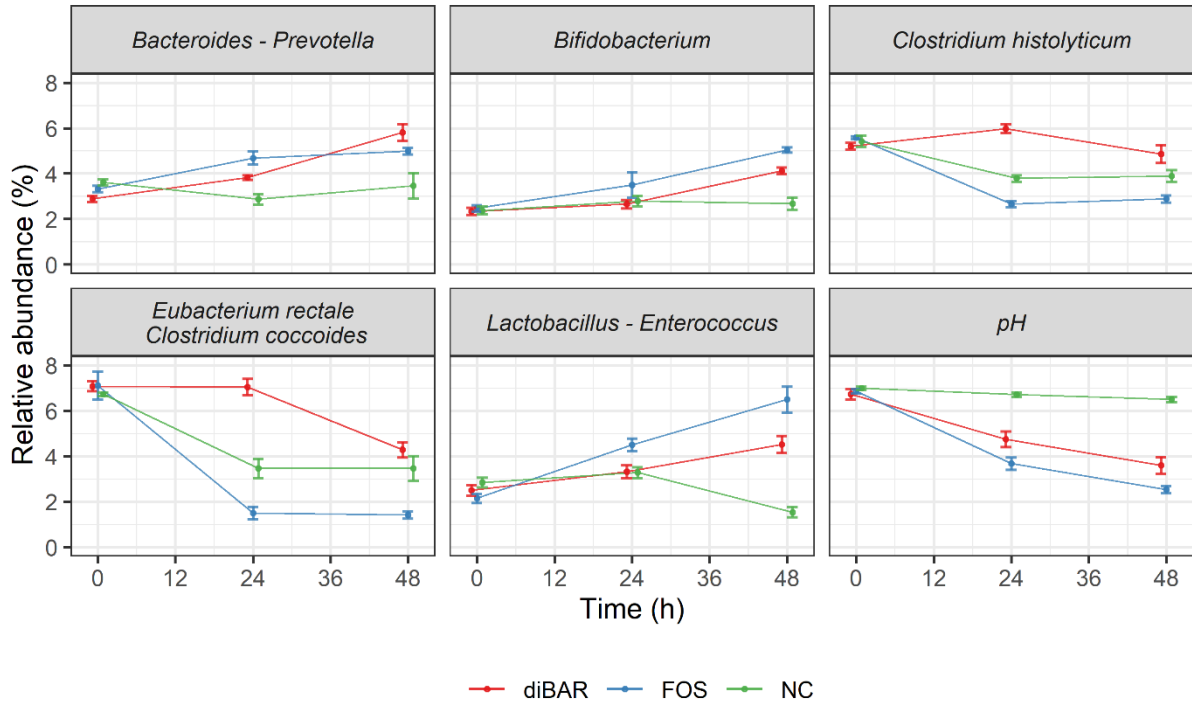 Bacteroides - Prevotella
Bifidobacterium
Clostridium histolyticum
8
6
4
2
0
Eubacterium rectale
Clostridium coccoides
Lactobacillus - Enterococcus
pH
8
6
4
2
0
Relative abundance (%)
0 12 24 36 48
0 12 24 36 48
0 12 24 36 48
Time (h)
diBAR FOS NC